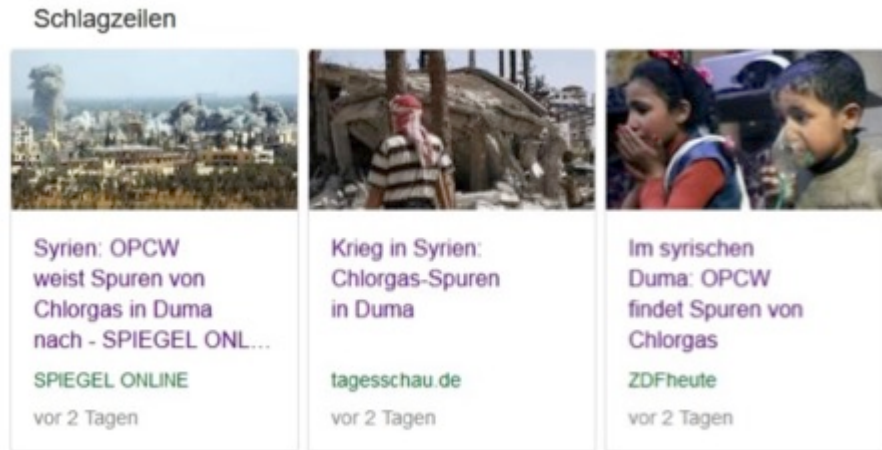 Schlagzeilen
Syrien: OPCW
weist Spuren von
Chlorgas in Duma
nach - SPIEGEL ONL...
SPIEGEL ONLINE
vor 2 Tagen
Krieg in Syrien:
Chlorgas-Spuren
in Duma
tagesschau.de
vor 2 Tagen
Im syrischen
Duma: OPCW
findet Spuren von
Chlorgas
ZDFheute
vor 2 Tagen